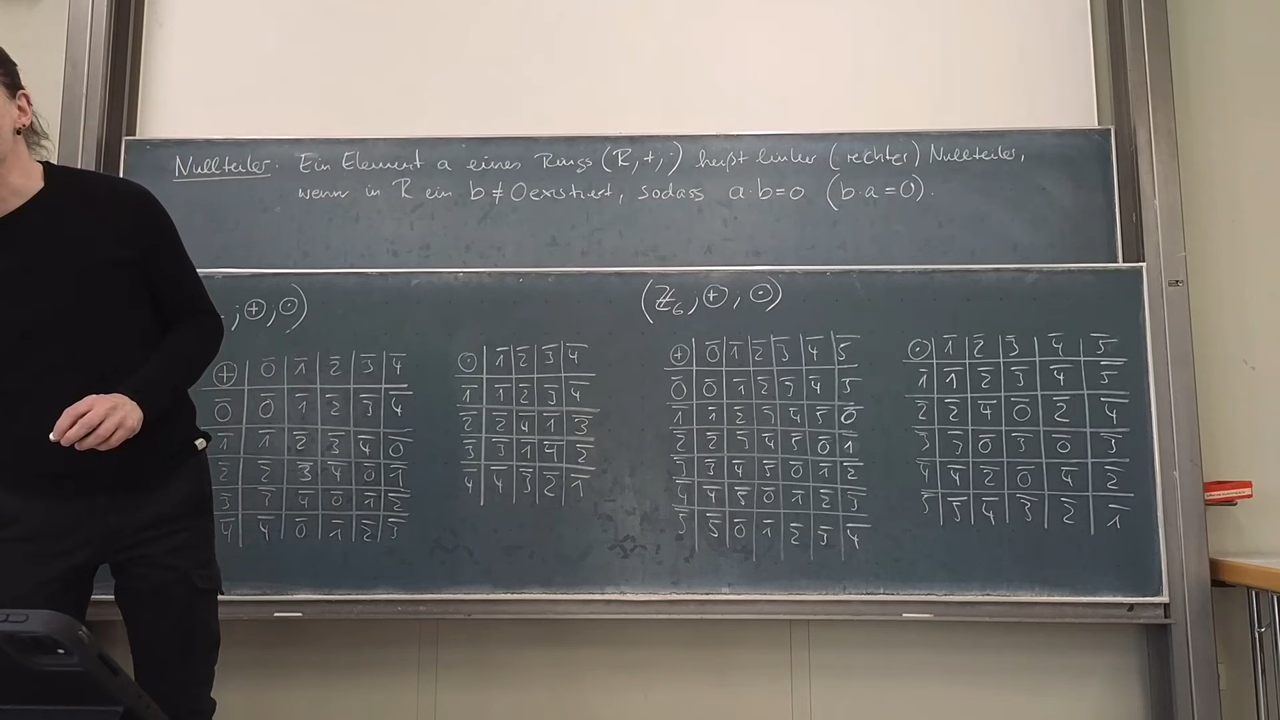 Nullteiler: Ein Element a eines Rings (R,+,·) heißt linker (rechter) Nullteiler,
wenn in R ein b ≠ 0 existiert, sodass a·b=0 (b·a=0).
,⊕,⊙)
(ℤ₆,⊕,⊙)
⊕ 0̄ 1̄ 2̄ 3̄ 4̄
0̄ 0̄ 1̄ 2̄ 3̄ 4̄
1̄ 1̄ 2̄ 3̄ 4̄ 0̄
2̄ 2̄ 3̄ 4̄ 0̄ 1̄
3̄ 3̄ 4̄ 0̄ 1̄ 2̄
4̄ 4̄ 0̄ 1̄ 2̄ 3̄
⊙ 1̄ 2̄ 3̄ 4̄
1̄ 1̄ 2̄ 3̄ 4̄
2̄ 2̄ 4̄ 1̄ 3̄
3̄ 3̄ 1̄ 4̄ 2̄
4̄ 4̄ 3̄ 2̄ 1̄
⊕ 0̄ 1̄ 2̄ 3̄ 4̄ 5̄
0̄ 0̄ 1̄ 2̄ 3̄ 4̄ 5̄
1̄ 1̄ 2̄ 3̄ 4̄ 5̄ 0̄
2̄ 2̄ 3̄ 4̄ 5̄ 0̄ 1̄
3̄ 3̄ 4̄ 5̄ 0̄ 1̄ 2̄
4̄ 4̄ 5̄ 0̄ 1̄ 2̄ 3̄
5̄ 5̄ 0̄ 1̄ 2̄ 3̄ 4̄
⊙ 1̄ 2̄ 3̄ 4̄ 5̄
1̄ 1̄ 2̄ 3̄ 4̄ 5̄
2̄ 2̄ 4̄ 0̄ 2̄ 4̄
3̄ 3̄ 0̄ 3̄ 0̄ 3̄
4̄ 4̄ 2̄ 0̄ 4̄ 2̄
5̄ 5̄ 4̄ 3̄ 2̄ 1̄